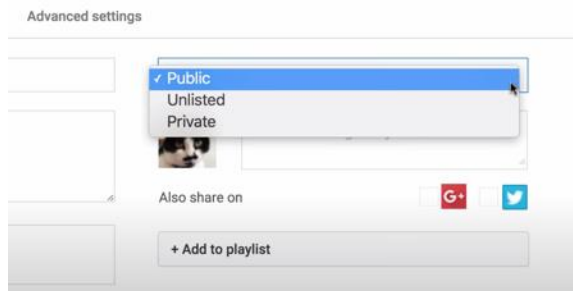 Advanced settings
✓ Public
Unlisted
Private
Also share on
G+
+ Add to playlist